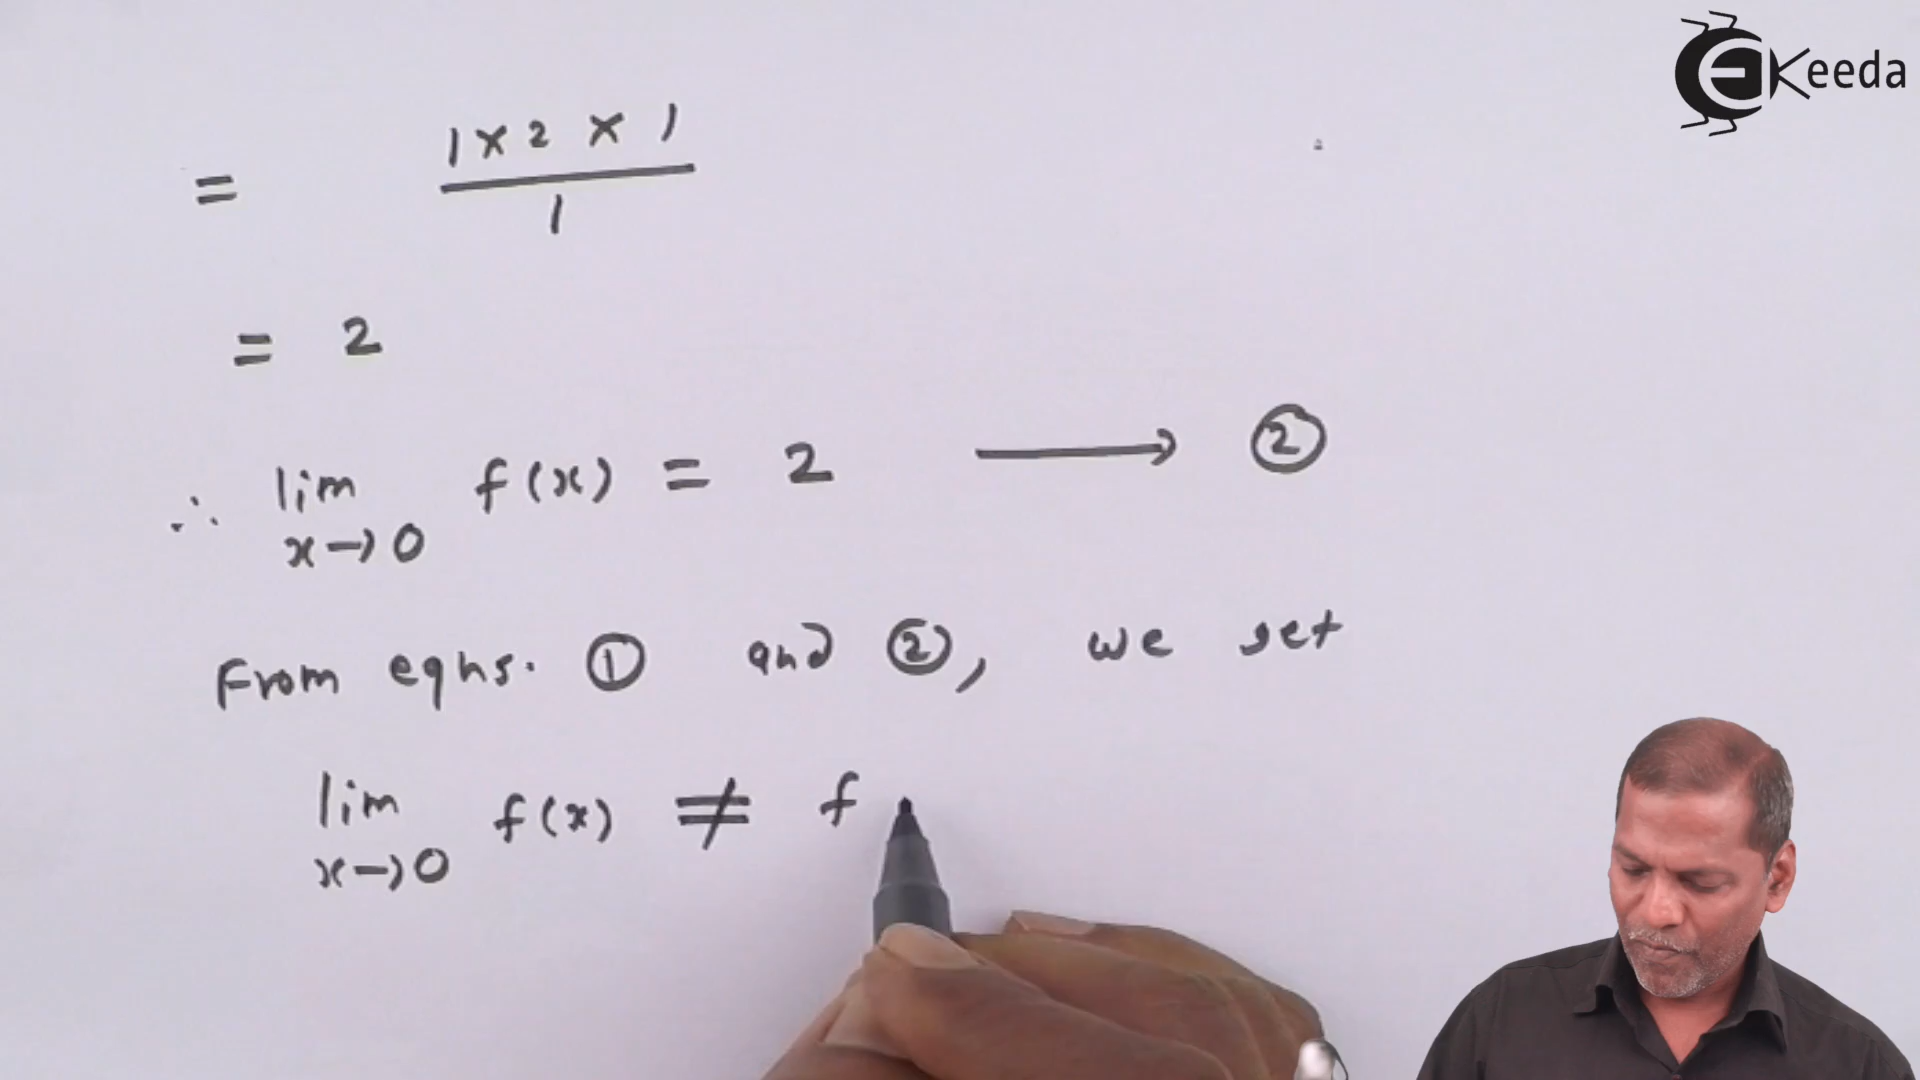 Keeda
= 1 × 2 × 1 / 1
= 2
∴ lim x→0 f(x) = 2 ⟶ ②
From eqns. ① and ②, we get
lim x→0 f(x) ≠ f